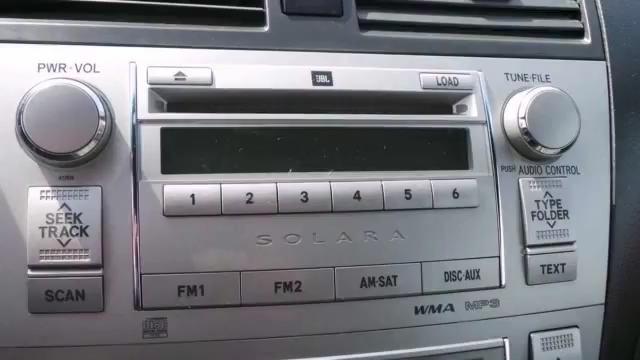 PWR·VOL
JBL
LOAD
TUNE·FILE
PUSH
AUDIO CONTROL
SEEK
TRACK
1 2 3 4 5 6
TYPE
FOLDER
SOLARA
SCAN
FM1
FM2
AM·SAT
DISC·AUX
TEXT
WMA MP3